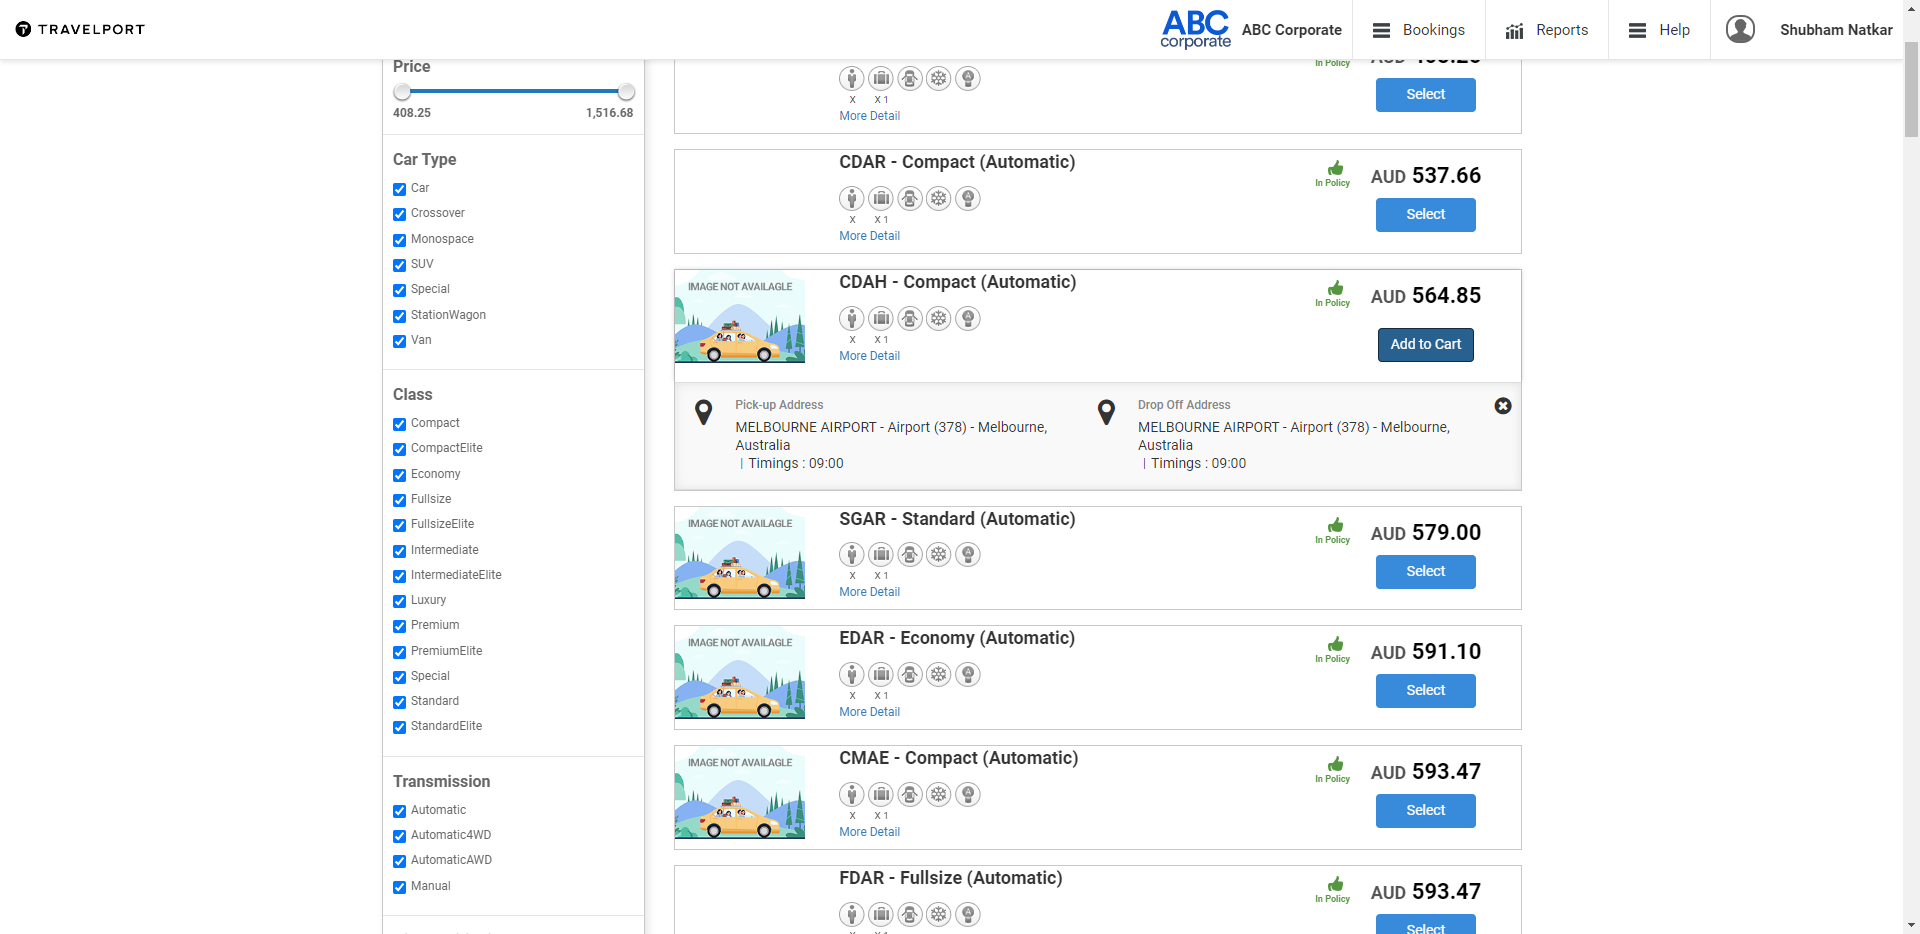 TRAVELPORT
ABC
corporate
ABC Corporate
Bookings
Reports
Help
Shubham Natkar
Price
408.25
1,516.68
Car Type
Car
Crossover
Monospace
SUV
Special
StationWagon
Van
Class
Compact
CompactElite
Economy
Fullsize
FullsizeElite
Intermediate
IntermediateElite
Luxury
Premium
PremiumElite
Special
Standard
StandardElite
Transmission
Automatic
Automatic4WD
AutomaticAWD
Manual
In Policy
X X 1
More Detail
Select
CDAR - Compact (Automatic)
In Policy
AUD 537.66
X X 1
More Detail
Select
IMAGE NOT AVAILAGLE
CDAH - Compact (Automatic)
In Policy
AUD 564.85
X X 1
More Detail
Add to Cart
Pick-up Address
MELBOURNE AIRPORT - Airport (378) - Melbourne,
Australia
| Timings : 09:00
Drop Off Address
MELBOURNE AIRPORT - Airport (378) - Melbourne,
Australia
| Timings : 09:00
IMAGE NOT AVAILAGLE
SGAR - Standard (Automatic)
In Policy
AUD 579.00
X X 1
More Detail
Select
IMAGE NOT AVAILAGLE
EDAR - Economy (Automatic)
In Policy
AUD 591.10
X X 1
More Detail
Select
IMAGE NOT AVAILAGLE
CMAE - Compact (Automatic)
In Policy
AUD 593.47
X X 1
More Detail
Select
FDAR - Fullsize (Automatic)
In Policy
AUD 593.47
Select